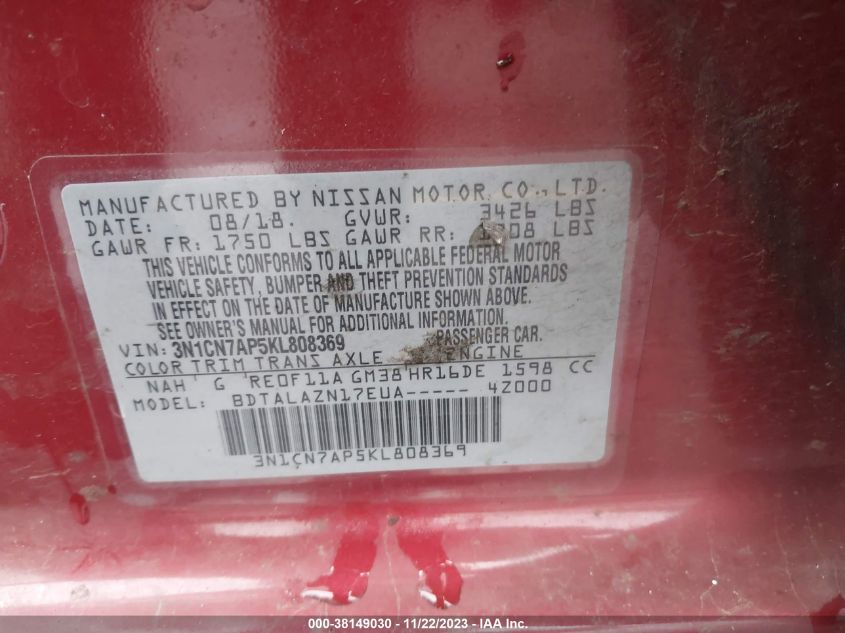 MANUFACTURED BY NISSAN MOTOR CO., LTD.
DATE: 08/18. GVWR: 3426 LBS
GAWR FR: 1750 LBS GAWR RR: LBS
THIS VEHICLE CONFORMS TO ALL APPLICABLE FEDERAL MOTOR
VEHICLE SAFETY, BUMPER AND THEFT PREVENTION STANDARDS
IN EFFECT ON THE DATE OF MANUFACTURE SHOWN ABOVE.
SEE OWNER'S MANUAL FOR ADDITIONAL INFORMATION.
VIN: 3N1CN7AP5KL808369 PASSENGER CAR.
COLOR TRIM TRANS AXLE ENGINE
NAH G RE0F11A GM38 HR16DE 1598 CC
MODEL: BDTALAZN17EUA----- 4Z000
3N1CN7AP5KL808369
000-38149030 - 11/22/2023 - IAA Inc.